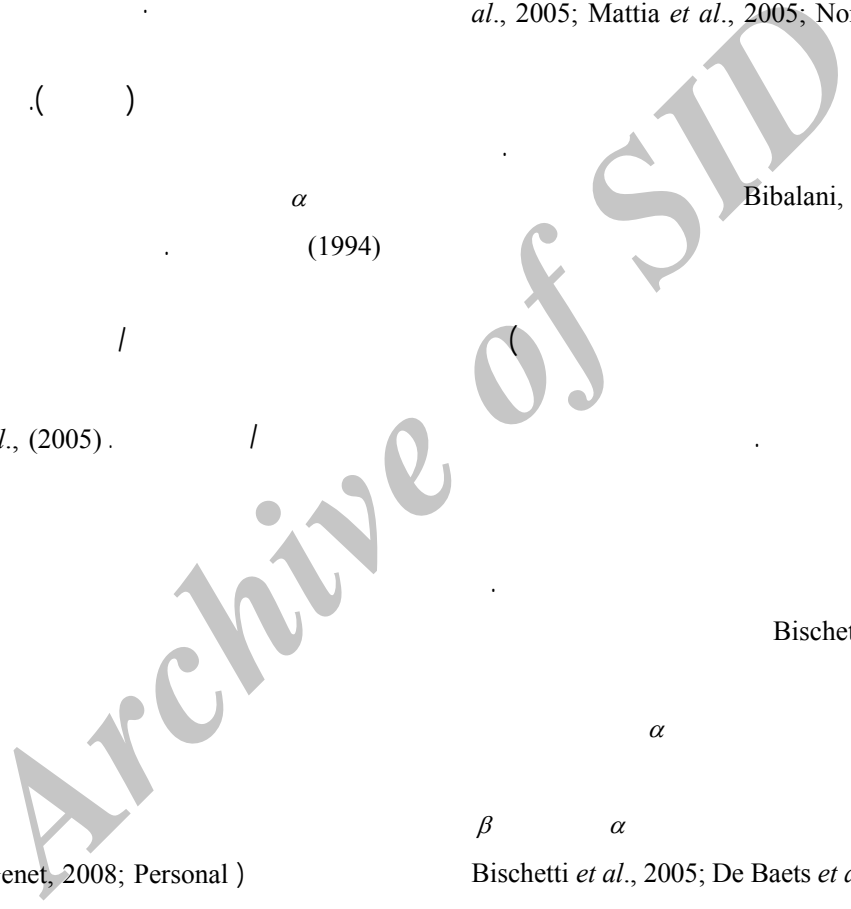 al., 2005; Mattia et al., 2005; Nor
.
Bibalani,
(
.
.
Bischet
α
β α
Bischetti et al., 2005; De Baets et a
.
.( )
α
. (1994)
/
l., (2005) . /
enet, 2008; Personal )
Archive of SID